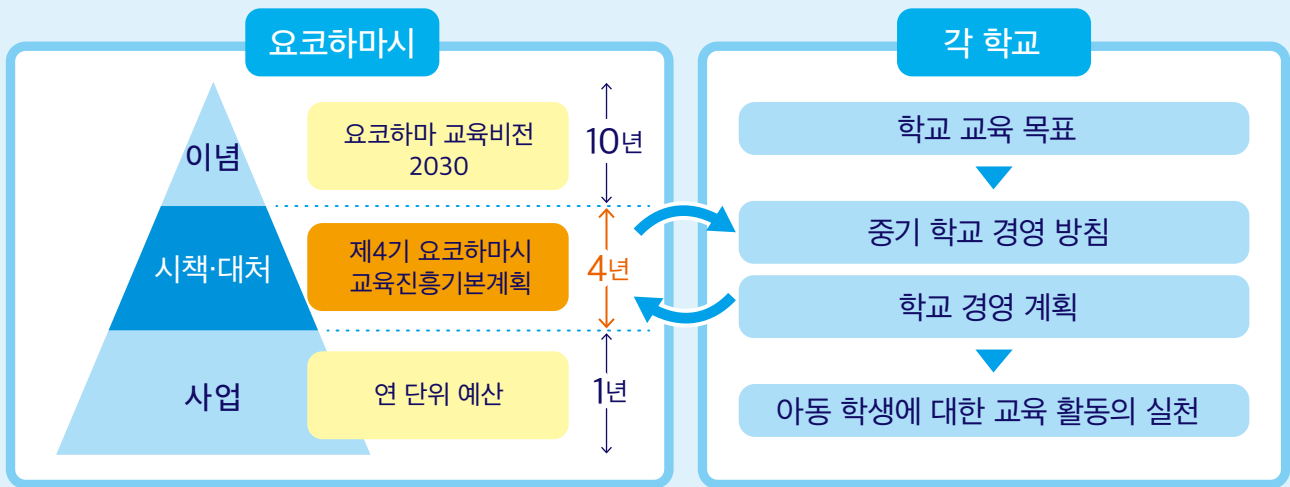 요코하마시
이념
요코하마 교육비전
2030
10년
시책·대처
제4기 요코하마시
교육진흥기본계획
4년
사업
연 단위 예산
1년
각 학교
학교 교육 목표
중기 학교 경영 방침
학교 경영 계획
아동 학생에 대한 교육 활동의 실천